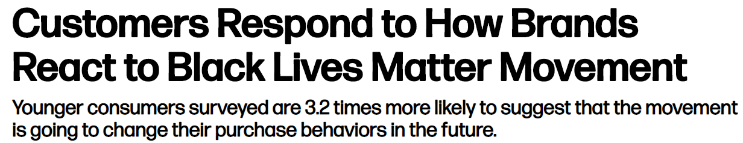 Customers Respond to How Brands
React to Black Lives Matter Movement
Younger consumers surveyed are 3.2 times more likely to suggest that the movement
is going to change their purchase behaviors in the future.